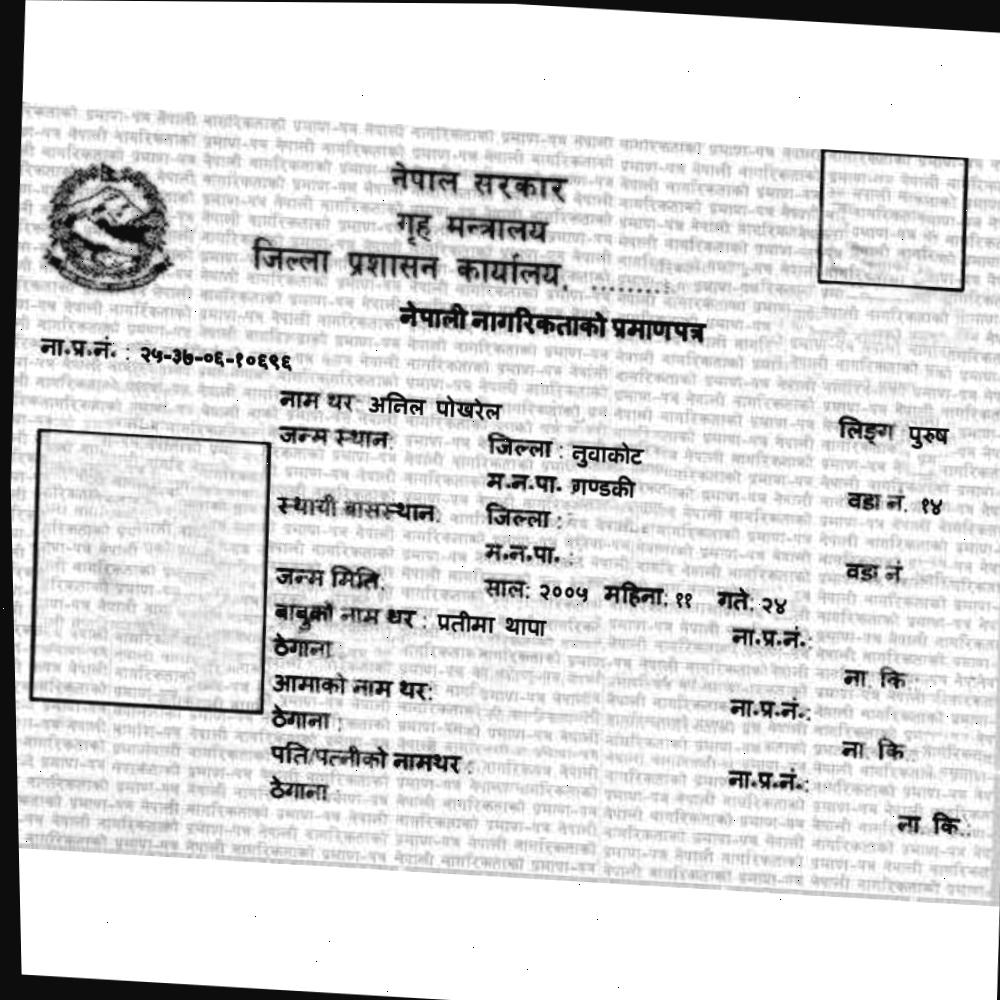 नेपाल सरकार
गृह मन्त्रालय
जिल्ला प्रशासन कार्यालय. .........
नेपाली नागरिकताको प्रमाणपत्र
ना.प्र.नं. : २५-३७-०६-१०६९६
नाम थर: अनिल पोखरेल लिङ्ग पुरुष
जन्म स्थान: जिल्ला : नुवाकोट
म.न.पा. गण्डकी वडा नं. १४
स्थायी बासस्थान: जिल्ला :
म.न.पा. : वडा नं
जन्म मिति: साल: २००५ महिना: ११ गते: २४
बाबुको नाम थर : प्रतीमा थापा ना.प्र.नं.:
ठेगाना : ना. कि.:
आमाको नाम थर: ना.प्र.नं.:
ठेगाना : ना. कि.:
पति/पत्नीको नामथर : ना.प्र.नं.:
ठेगाना : ना. कि.: